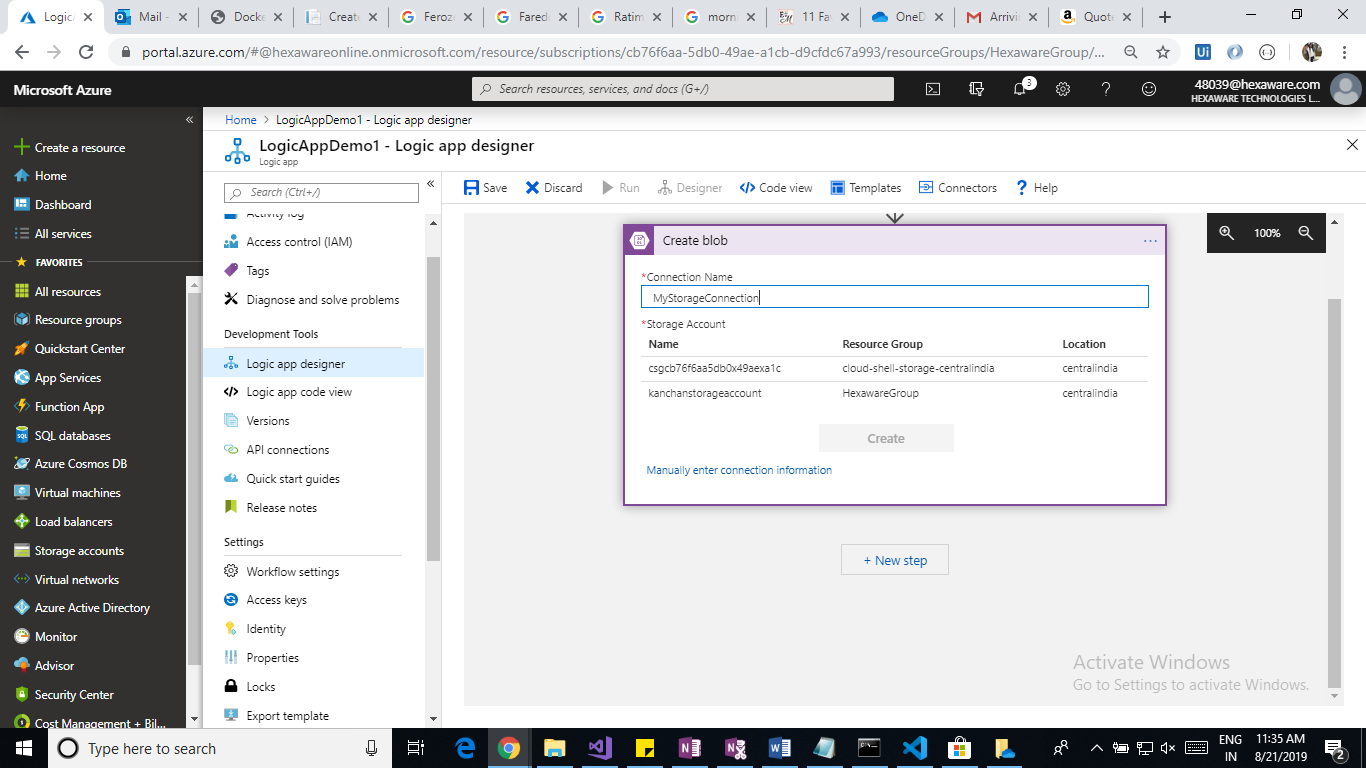 Logic
Mail -
Docke
Create
Feroz
Fared
Ratim
morni
11 Fa
OneD
Arrivi
Quote
portal.azure.com/#@hexawareonline.onmicrosoft.com/resource/subscriptions/cb76f6aa-5db0-49ae-a1cb-d9cfdc67a993/resourceGroups/HexawareGroup/...
Microsoft Azure
Search resources, services, and docs (G+/)
3
48039@hexaware.com
HEXAWARE TECHNOLOGIES L...
Create a resource
Home
Dashboard
All services
FAVORITES
All resources
Resource groups
Quickstart Center
App Services
Function App
SQL databases
Azure Cosmos DB
Virtual machines
Load balancers
Storage accounts
Virtual networks
Azure Active Directory
Monitor
Advisor
Security Center
Cost Management + Bil...
Home > LogicAppDemo1 - Logic app designer
LogicAppDemo1 - Logic app designer
Logic app
Search (Ctrl+/)
Activity log
Access control (IAM)
Tags
Diagnose and solve problems
Development Tools
Logic app designer
Logic app code view
Versions
API connections
Quick start guides
Release notes
Settings
Workflow settings
Access keys
Identity
Properties
Locks
Export template
Save Discard Run Designer Code view Templates Connectors Help
100%
Create blob
*Connection Name
MyStorageConnection
*Storage Account
Name Resource Group Location
csgcb76f6aa5db0x49aexa1c cloud-shell-storage-centralindia centralindia
kanchanstorageaccount HexawareGroup centralindia
Create
Manually enter connection information
+ New step
Activate Windows
Go to Settings to activate Windows.
Type here to search
ENG
IN
11:35 AM
8/21/2019
2